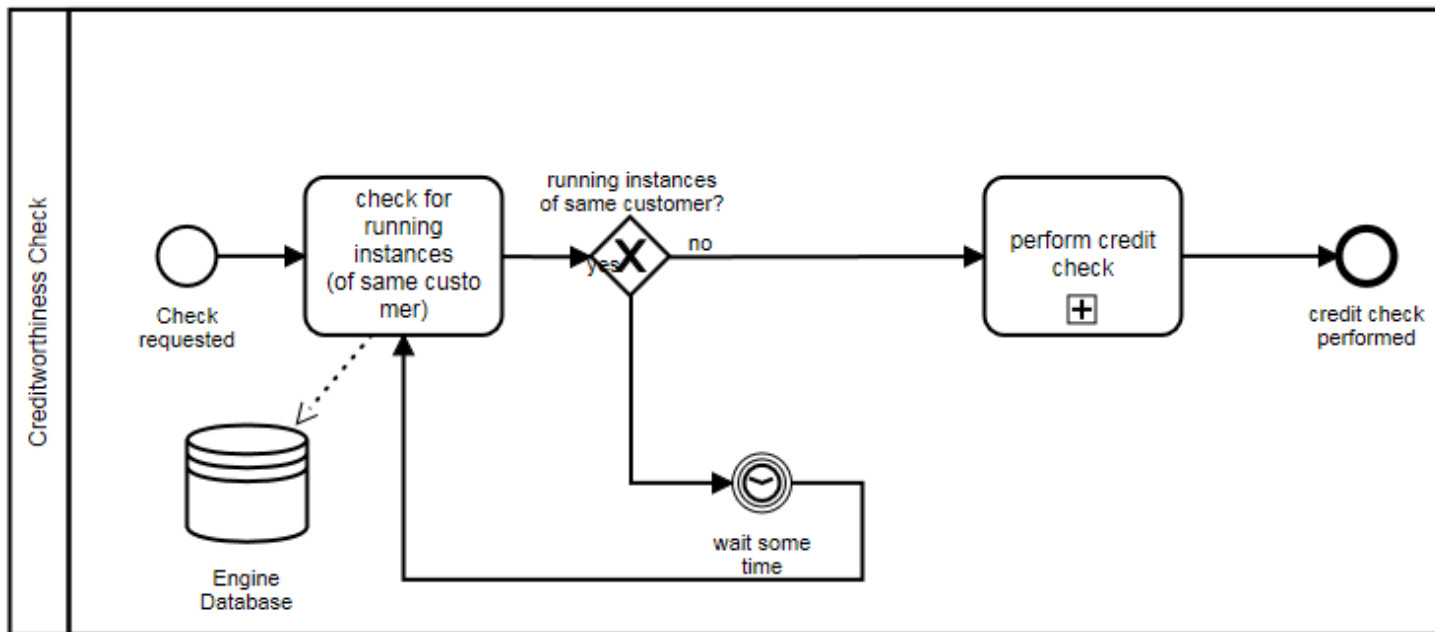 Creditworthiness Check
Check
requested
check for
running
instances
(of same custo
mer)
running instances
of same customer?
yes
no
perform credit
check
credit check
performed
wait some
time
Engine
Database